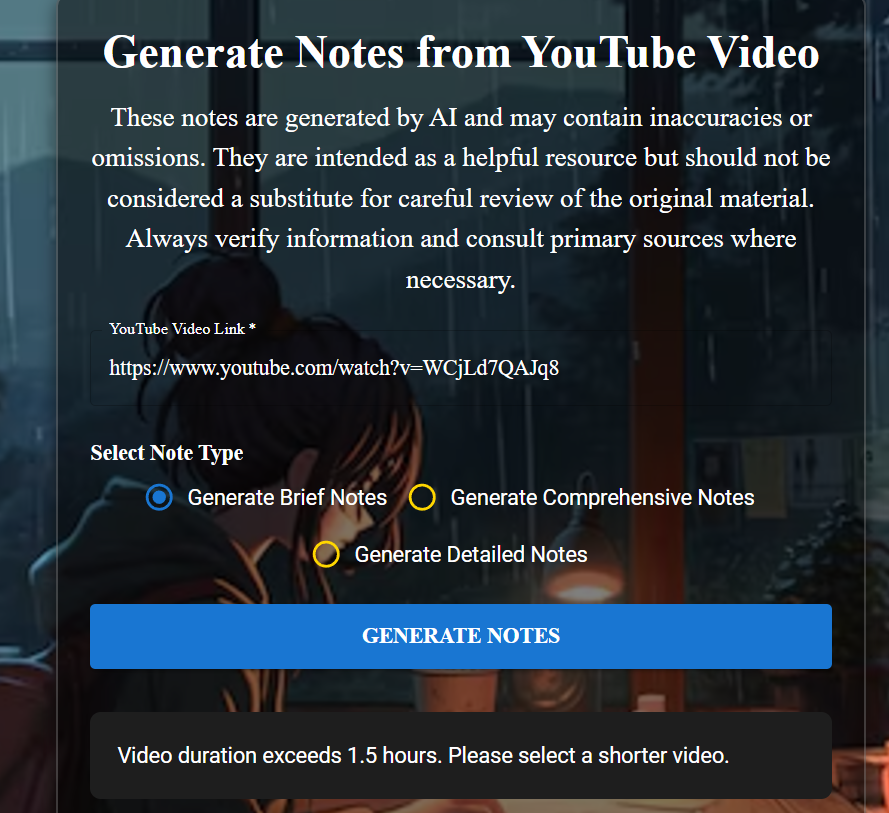 Generate Notes from YouTube Video
These notes are generated by AI and may contain inaccuracies or
omissions. They are intended as a helpful resource but should not be
considered a substitute for careful review of the original material.
Always verify information and consult primary sources where
necessary.
YouTube Video Link *
https://www.youtube.com/watch?v=WCjLd7QAJq8
Select Note Type
Generate Brief Notes
Generate Comprehensive Notes
Generate Detailed Notes
GENERATE NOTES
Video duration exceeds 1.5 hours. Please select a shorter video.